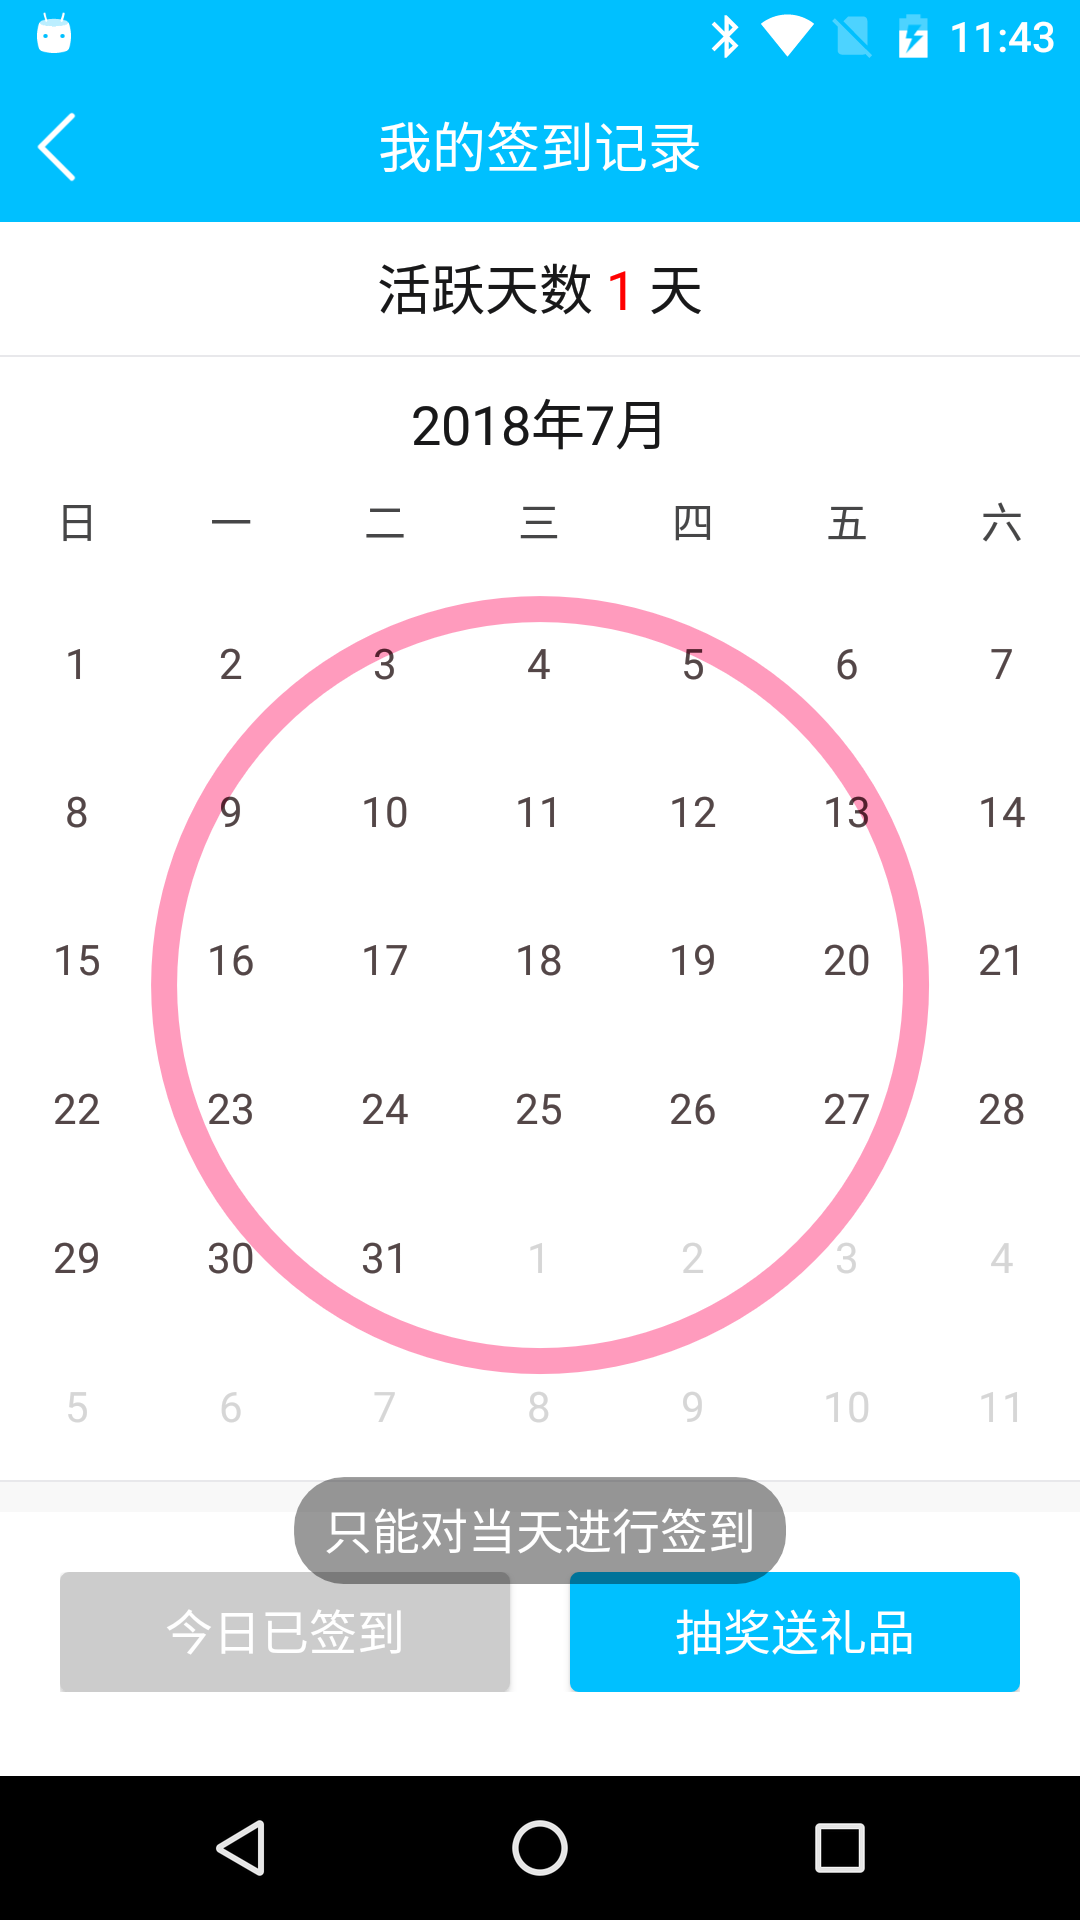 11:43
我的签到记录
活跃天数 1 天
2018年7月
日 一 二 三 四 五 六
1 2 3 4 5 6 7
8 9 10 11 12 13 14
15 16 17 18 19 20 21
22 23 24 25 26 27 28
29 30 31 1 2 3 4
5 6 7 8 9 10 11
只能对当天进行签到
今日已签到 抽奖送礼品